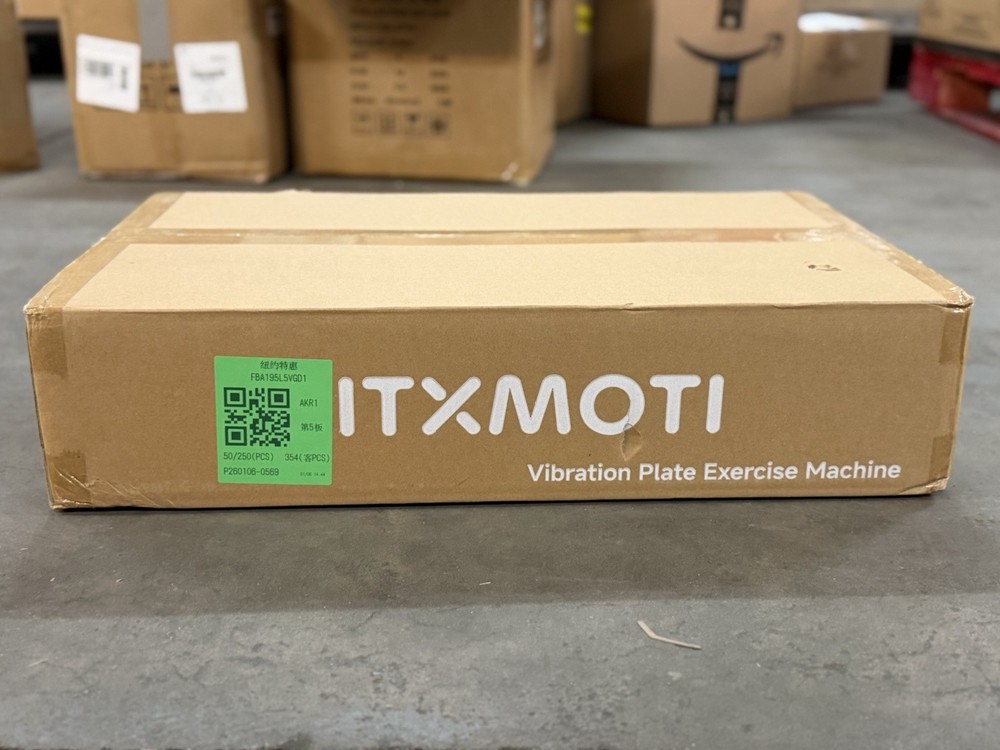 纽约特惠
FBA195L5VGD1
AKR1
第5板
50/250(PCS) 354(客PCS)
P260106-0569
ITXMOTI
Vibration Plate Exercise Machine